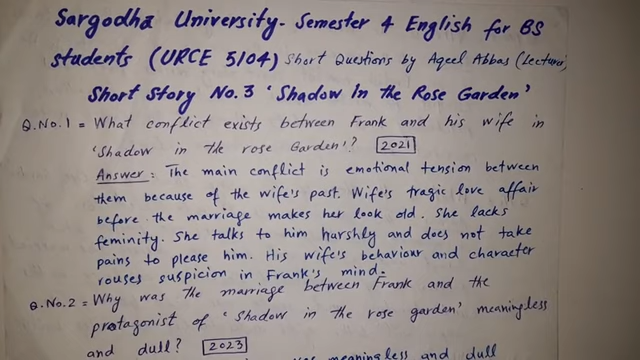 Sargodha University- Semester 4 English for BS
students (URCE 5104) Short Questions by Aqeel Abbas (Lecturer)
Short Story No.3 'Shadow In the Rose Garden'
Q.No.1 = What conflict exists between Frank and his wife in
'Shadow in the rose Garden'? 2021
Answer: The main conflict is emotional tension between
them because of the wife's past. Wife's tragic love affair
before the marriage makes her look old. She lacks
feminity. She talks to him harshly and does not take
pains to please him. His wife's behaviour and character
rouses suspicion in Frank's mind.
Q.No.2 = Why was the marriage between Frank and the
protagonist of 'Shadow in the rose garden' meaningless
and dull? 2023
meaningless and dull